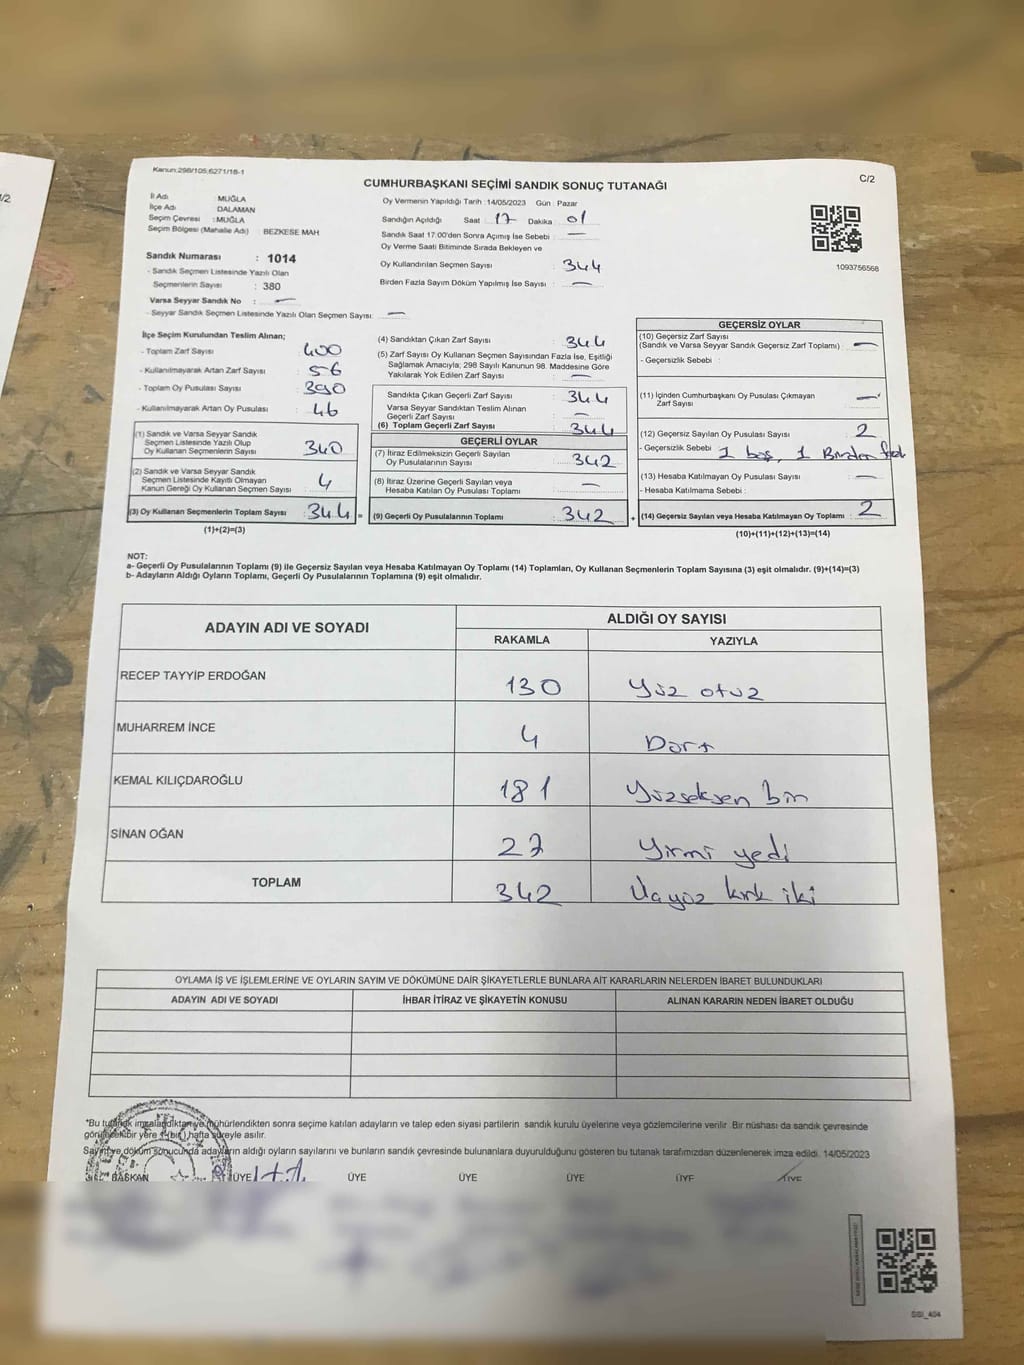 1/2
Kanun:298/105;6271/18-1
C/2
CUMHURBAŞKANI SEÇİMİ SANDIK SONUÇ TUTANAĞI
İl Adı : MUĞLA
İlçe Adı : DALAMAN
Seçim Çevresi : MUĞLA
Seçim Bölgesi (Mahalle Adı) : BEZKESE MAH
Sandık Numarası : 1014
- Sandık Seçmen Listesinde Yazılı Olan
Seçmenlerin Sayısı : 380
Varsa Seyyar Sandık No : —
- Seyyar Sandık Seçmen Listesinde Yazılı Olan Seçmen Sayısı: —
Oy Vermenin Yapıldığı Tarih :14/05/2023 Gün : Pazar
Sandığın Açıldığı Saat : 17 Dakika : 01
Sandık Saat 17:00'den Sonra Açımış İse Sebebi : —
Oy Verme Saati Bitiminde Sırada Bekleyen ve
Oy Kullandırılan Seçmen Sayısı : 344
Birden Fazla Sayım Döküm Yapılmış İse Sayısı : —
1093756568
İlçe Seçim Kurulundan Teslim Alınan;
- Toplam Zarf Sayısı : 400
- Kullanılmayarak Artan Zarf Sayısı : 56
- Toplam Oy Pusulası Sayısı : 390
- Kullanılmayarak Artan Oy Pusulası : 46
(1) Sandık ve Varsa Seyyar Sandık
Seçmen Listesinde Yazılı Olup
Oy Kullanan Seçmenlerin Sayısı : 340
(2) Sandık ve Varsa Seyyar Sandık
Seçmen Listesinde Kayıtlı Olmayan
Kanun Gereği Oy Kullanan Seçmen Sayısı : 4
(3) Oy Kullanan Seçmenlerin Toplam Sayısı : 344 =
(1)+(2)=(3)
(4) Sandıktan Çıkan Zarf Sayısı : 344
(5) Zarf Sayısı Oy Kullanan Seçmen Sayısından Fazla İse, Eşitliği
Sağlamak Amacıyla; 298 Sayılı Kanunun 98. Maddesine Göre
Yakılarak Yok Edilen Zarf Sayısı : —
Sandıkta Çıkan Geçerli Zarf Sayısı : 344
Varsa Seyyar Sandıktan Teslim Alınan
Geçerli Zarf Sayısı : —
(6) Toplam Geçerli Zarf Sayısı : 344
GEÇERLİ OYLAR
(7) İtiraz Edilmeksizin Geçerli Sayılan
Oy Pusulalarının Sayısı : 342
(8) İtiraz Üzerine Geçerli Sayılan veya
Hesaba Katılan Oy Pusulası Toplamı : —
(9) Geçerli Oy Pusulalarının Toplamı : 342 +
GEÇERSİZ OYLAR
(10) Geçersiz Zarf Sayısı
(Sandık ve Varsa Seyyar Sandık Geçersiz Zarf Toplamı) : —
- Geçersizlik Sebebi :
(11) İçinden Cumhurbaşkanı Oy Pusulası Çıkmayan
Zarf Sayısı : —
(12) Geçersiz Sayılan Oy Pusulası Sayısı : 2
- Geçersizlik Sebebi : 1 boş, 1 Birden
(13) Hesaba Katılmayan Oy Pusulası Sayısı : —
- Hesaba Katılmama Sebebi :
(14) Geçersiz Sayılan veya Hesaba Katılmayan Oy Toplamı : 2
(10)+(11)+(12)+(13)=(14)
NOT:
a- Geçerli Oy Pusulalarının Toplamı (9) ile Geçersiz Sayılan veya Hesaba Katılmayan Oy Toplamı (14) Toplamları, Oy Kullanan Seçmenlerin Toplam Sayısına (3) eşit olmalıdır. (9)+(14)=(3)
b- Adayların Aldığı Oyların Toplamı, Geçerli Oy Pusulalarının Toplamına (9) eşit olmalıdır.
ADAYIN ADI VE SOYADI ALDIĞI OY SAYISI
RAKAMLA YAZIYLA
RECEP TAYYİP ERDOĞAN 130 Yüz otuz
MUHARREM İNCE 4 Dört
KEMAL KILIÇDAROĞLU 181 Yüzseksen bir
SİNAN OĞAN 27 Yirmi yedi
TOPLAM 342 Üçyüz kırk iki
OYLAMA İŞ VE İŞLEMLERİNE VE OYLARIN SAYIM VE DÖKÜMÜNE DAİR ŞİKAYETLERLE BUNLARA AİT KARARLARIN NELERDEN İBARET BULUNDUKLARI
ADAYIN ADI VE SOYADI İHBAR İTİRAZ VE ŞİKAYETİN KONUSU ALINAN KARARIN NEDEN İBARET OLDUĞU
*Bu tutanak imzalandıktan ve mühürlendikten sonra seçime katılan adayların ve talep eden siyasi partilerin sandık kurulu üyelerine veya gözlemcilerine verilir .Bir nüshası da sandık çevresinde
görülecek bir yere 1 (bir) hafta süreyle asılır.
Sayım ve döküm sonucunda adayların aldığı oyların sayılarını ve bunların sandık çevresinde bulunanlara duyurulduğunu gösteren bu tutanak tarafımızdan düzenlenerek imza edildi. 14/05/2023
BAŞKAN ÜYE ÜYE ÜYE ÜYE ÜYE ÜYE
SSI_404